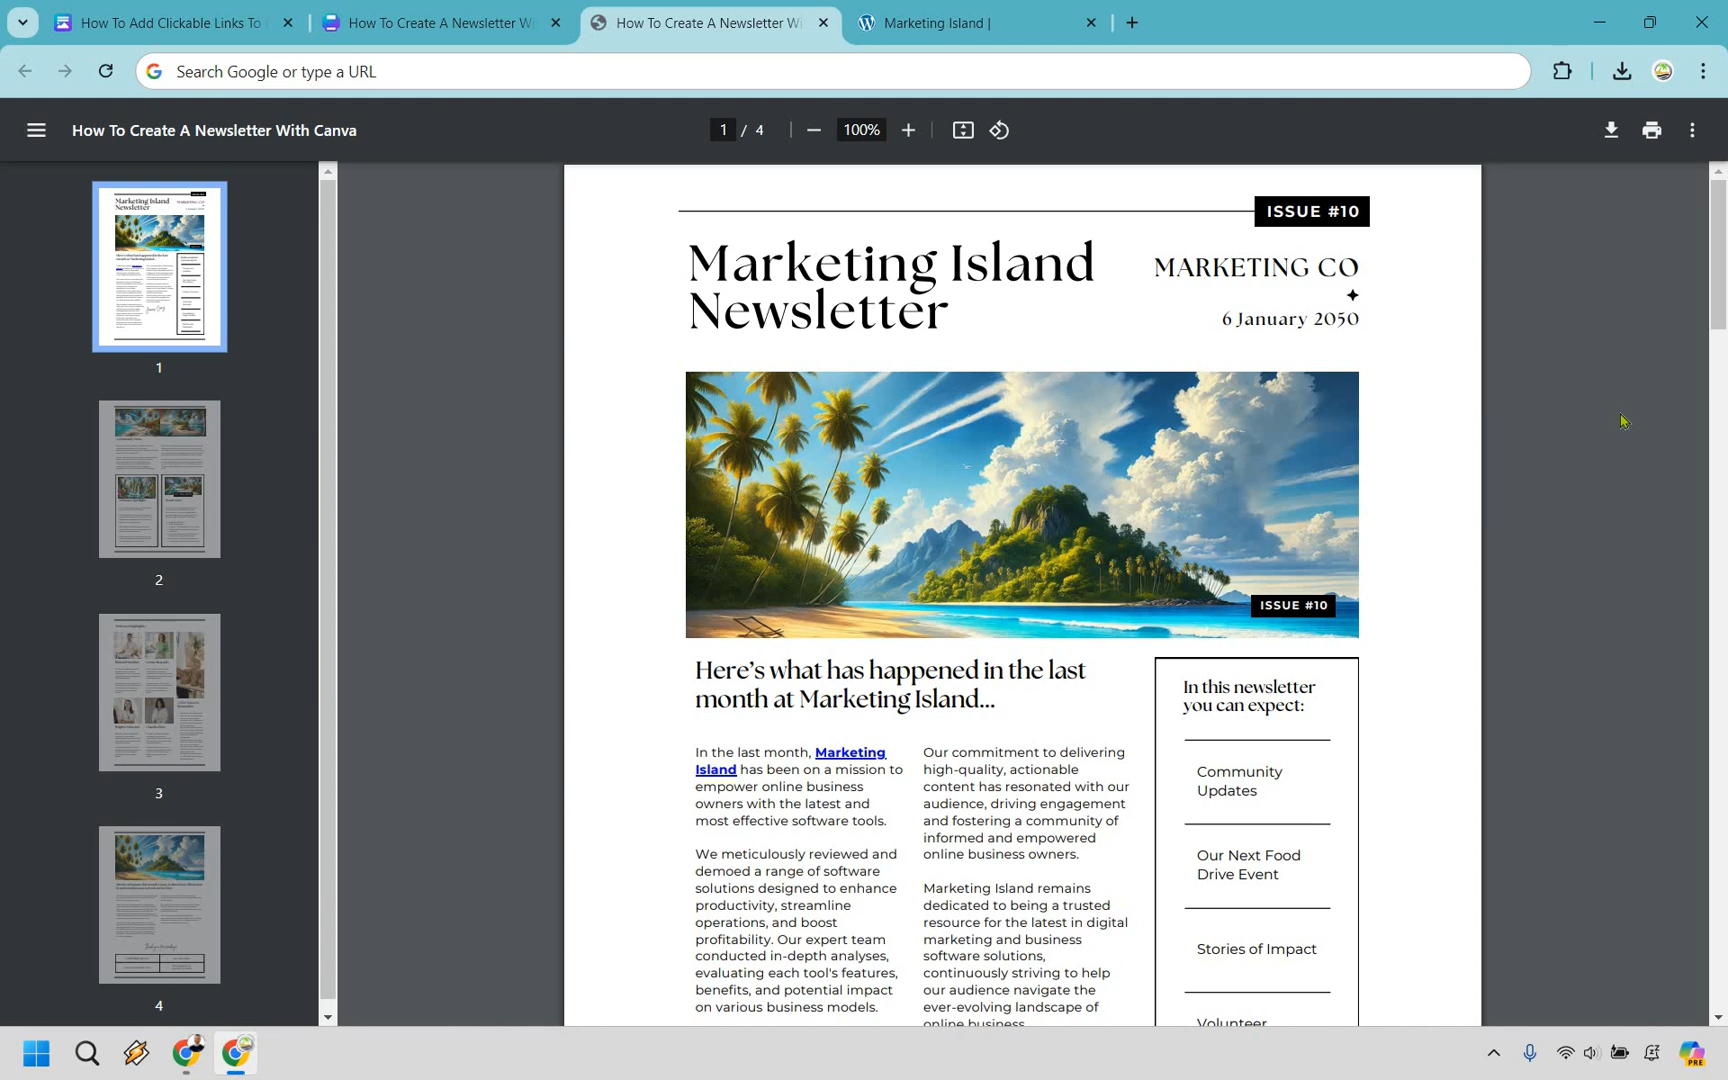 How To Add Clickable Links To
How To Create A Newsletter Wi
How To Create A Newsletter Wi
Marketing Island |
Search Google or type a URL
How To Create A Newsletter With Canva
1 / 4
100%
1
2
3
4
ISSUE #10
Marketing Island
Newsletter
MARKETING CO
6 January 2050
ISSUE #10
Here's what has happened in the last
month at Marketing Island...
In the last month, Marketing
Island has been on a mission to
empower online business
owners with the latest and
most effective software tools.
We meticulously reviewed and
demoed a range of software
solutions designed to enhance
productivity, streamline
operations, and boost
profitability. Our expert team
conducted in-depth analyses,
evaluating each tool's features,
benefits, and potential impact
on various business models.
Our commitment to delivering
high-quality, actionable
content has resonated with our
audience, driving engagement
and fostering a community of
informed and empowered
online business owners.
Marketing Island remains
dedicated to being a trusted
resource for the latest in digital
marketing and business
software solutions,
continuously striving to help
our audience navigate the
ever-evolving landscape of
online business.
In this newsletter
you can expect:
Community
Updates
Our Next Food
Drive Event
Stories of Impact
Volunteer
Marketing Island
Newsletter
PRE